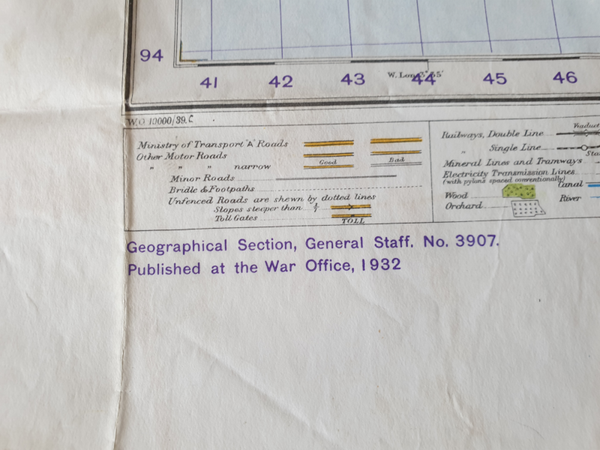 94
41 42 43 44 45 46
W. Long
W.O. 10000/39.C
Ministry of Transport 'A' Roads
Other Motor Roads
" " " narrow Good Bad
Minor Roads
Bridle & Footpaths
Unfenced Roads are shewn by dotted lines
Slopes steeper than
Toll Gates TOLL
Viaduct
Railways, Double Line
" Single Line
Mineral Lines and Tramways
Electricity Transmission Lines
(with pylons spaced conventionally)
Wood Canal
Orchard River
Geographical Section, General Staff. No. 3907.
Published at the War Office, 1932